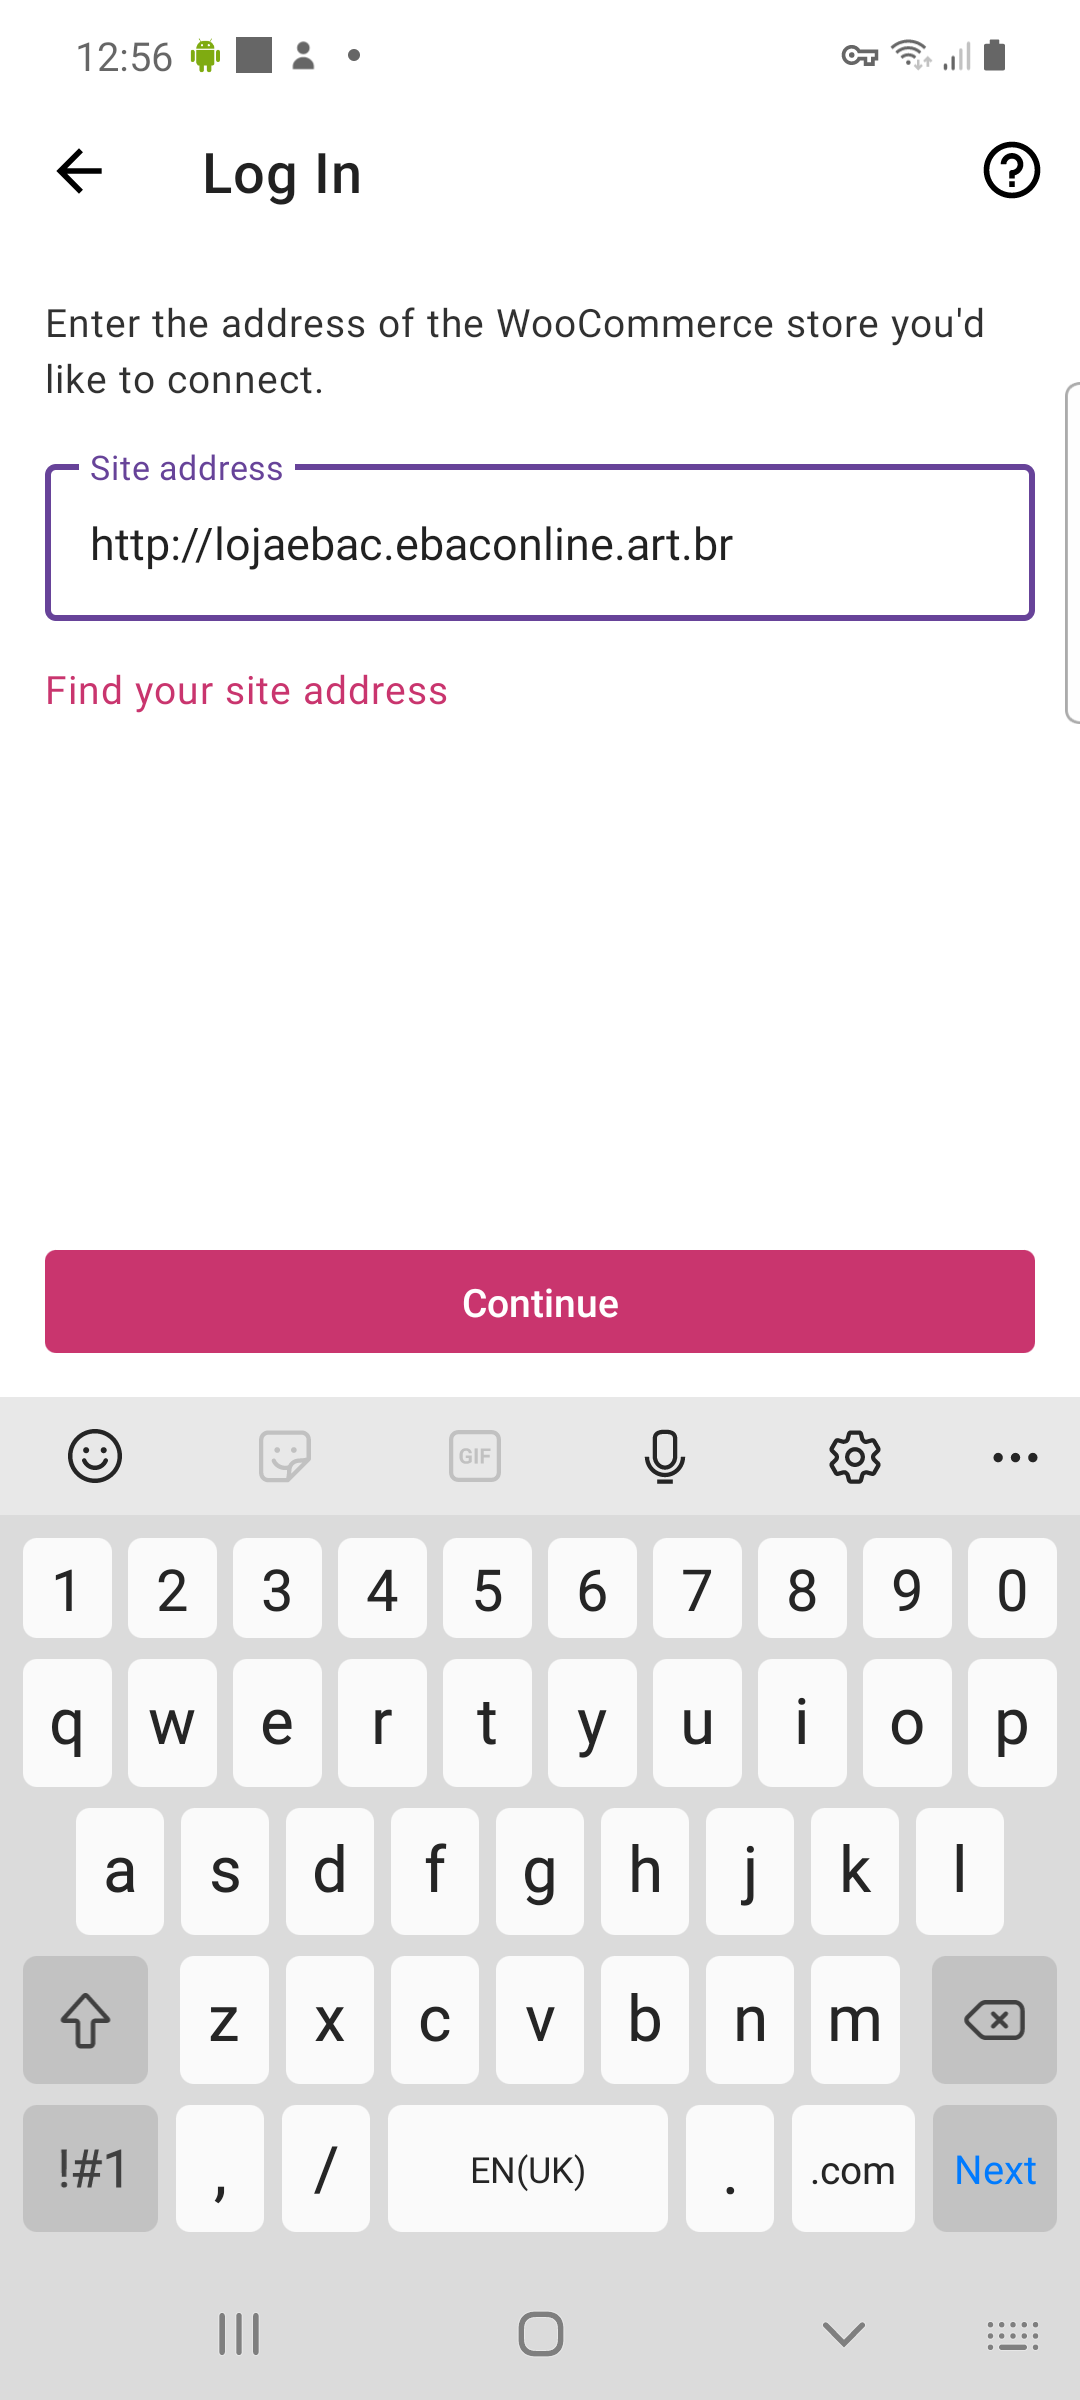 12:56
Log In
Enter the address of the WooCommerce store you'd
like to connect.
Site address
http://lojaebac.ebaconline.art.br
Find your site address
Continue
GIF
1 2 3 4 5 6 7 8 9 0
q w e r t y u i o p
a s d f g h j k l
z x c v b n m
!#1 , / EN(UK) . .com Next